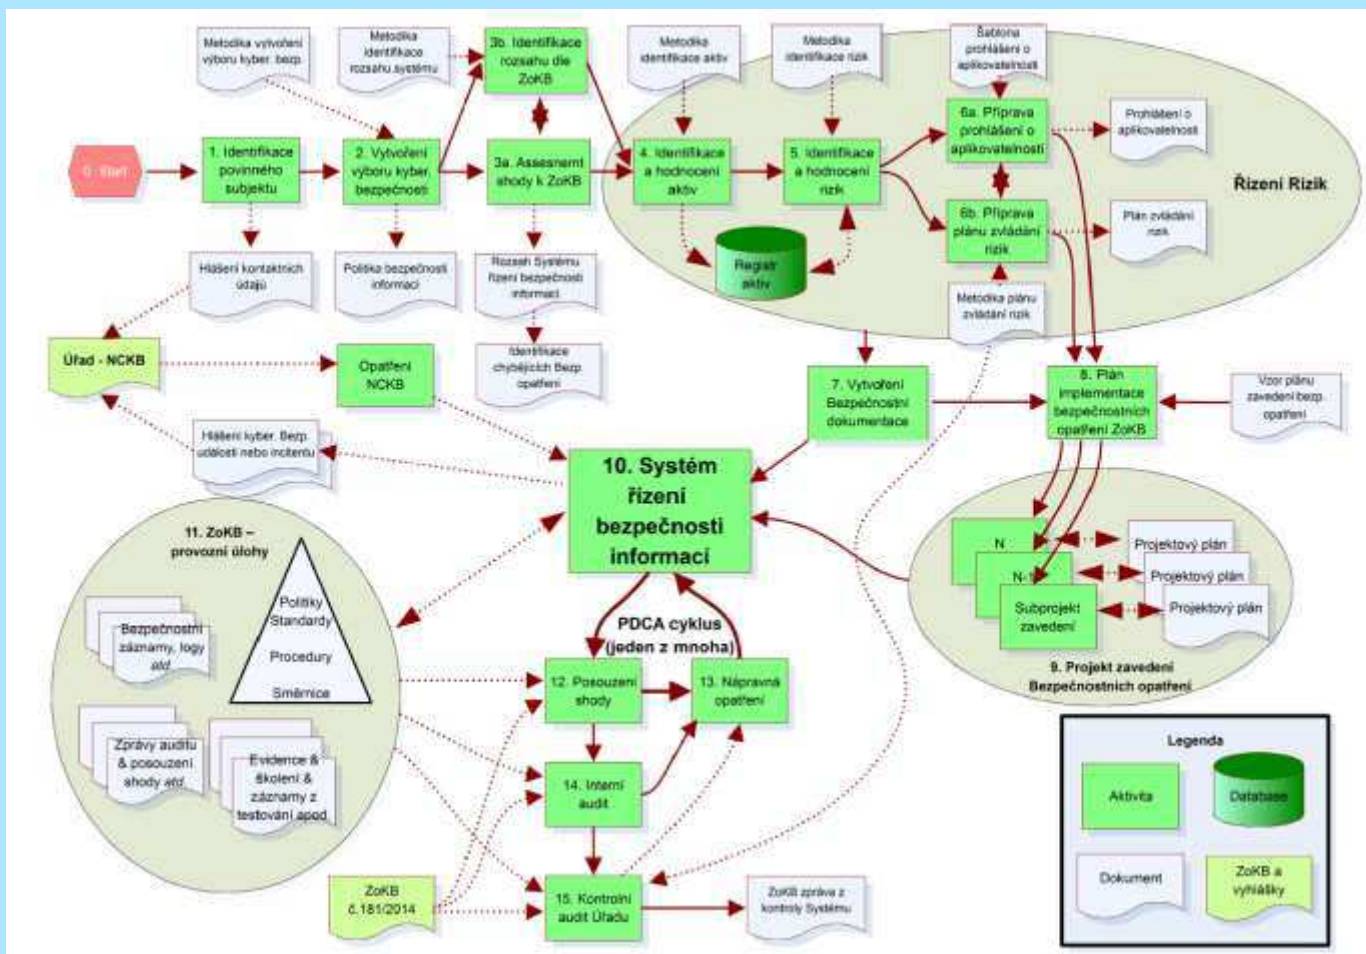 Metodika vytvoření
výboru kyber. bezp.
Metodika
identifikace
rozsahu systému
3b. Identifikace
rozsahu dle
ZoKB
Metodika
identifikace aktiv
Metodika
identifikace rizik
Šablona
prohlášení o
aplikovatelnosti
0. Start
1. Identifikace
povinného
subjektu
2. Vytvoření
výboru kyber.
bezpečnosti
3a. Assesnemt
shody k ZoKB
4. Identifikace
a hodnocení
aktiv
5. Identifikace
a hodnocení
rizik
6a. Příprava
prohlášení o
aplikovatelnosti
Prohlášení o
aplikovatelnosti
Řízení Rizik
6b. Příprava
plánu zvládání
rizik
Plán zvládání
rizik
Registr
aktiv
Hlášení kontaktních
údajů
Politika bezpečnosti
informací
Rozsah Systému
řízení bezpečnosti
informací
Metodika plánu
zvládání rizik
Úřad - NCKB
Opatření
NCKB
Identifikace
chybějících Bezp.
opatření
7. Vytvoření
Bezpečnostní
dokumentace
8. Plán
implementace
bezpečnostních
opatření ZoKB
Vzor plánu
zavedení bezp.
opatření
Hlášení kyber. Bezp.
události nebo incitentu
10. Systém
řízení
bezpečnosti
informací
11. ZoKB –
provozní úlohy
Politiky
Standardy
Procedury
Směrnice
Bezpečnostní
záznamy, logy
atd.
Zprávy auditu
& posouzení
shody atd.
Evidence &
školení &
záznamy z
testování apod.
N
N-1
Subprojekt
zavedení
Projektový plán
Projektový plán
Projektový plán
9. Projekt zavedení
Bezpečnostních opatření
PDCA cyklus
(jeden z mnoha)
12. Posouzení
shody
13. Nápravná
opatření
14. Interní
audit
15. Kontrolní
audit Úřadu
ZoKB
č.181/2014
ZoKB zpráva z
kontroly Systému
Legenda
Aktivita
Database
Dokument
ZoKB a
vyhlášky